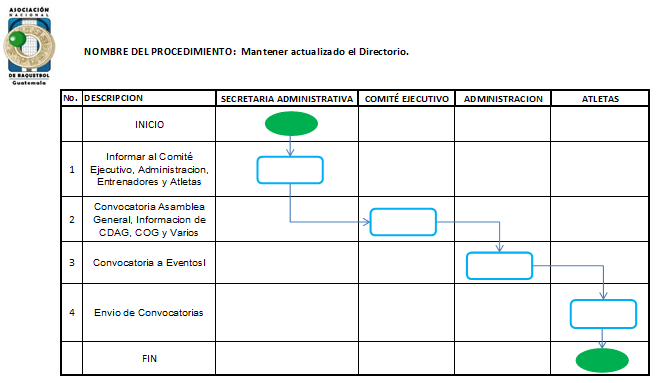 ASOCIACIÓN
NACIONAL
DE RAQUETBOL
Guatemala
NOMBRE DEL PROCEDIMIENTO: Mantener actualizado el Directorio.
No. DESCRIPCION SECRETARIA ADMINISTRATIVA COMITÉ EJECUTIVO ADMINISTRACION ATLETAS
INICIO
1 Informar al Comité
Ejecutivo, Administracion,
Entrenadores y Atletas
Convocatoria Asamblea
2 General, Informacion de
CDAG, COG y Varios
3 Convocatoria a EventosI
4 Envio de Convocatorias
FIN